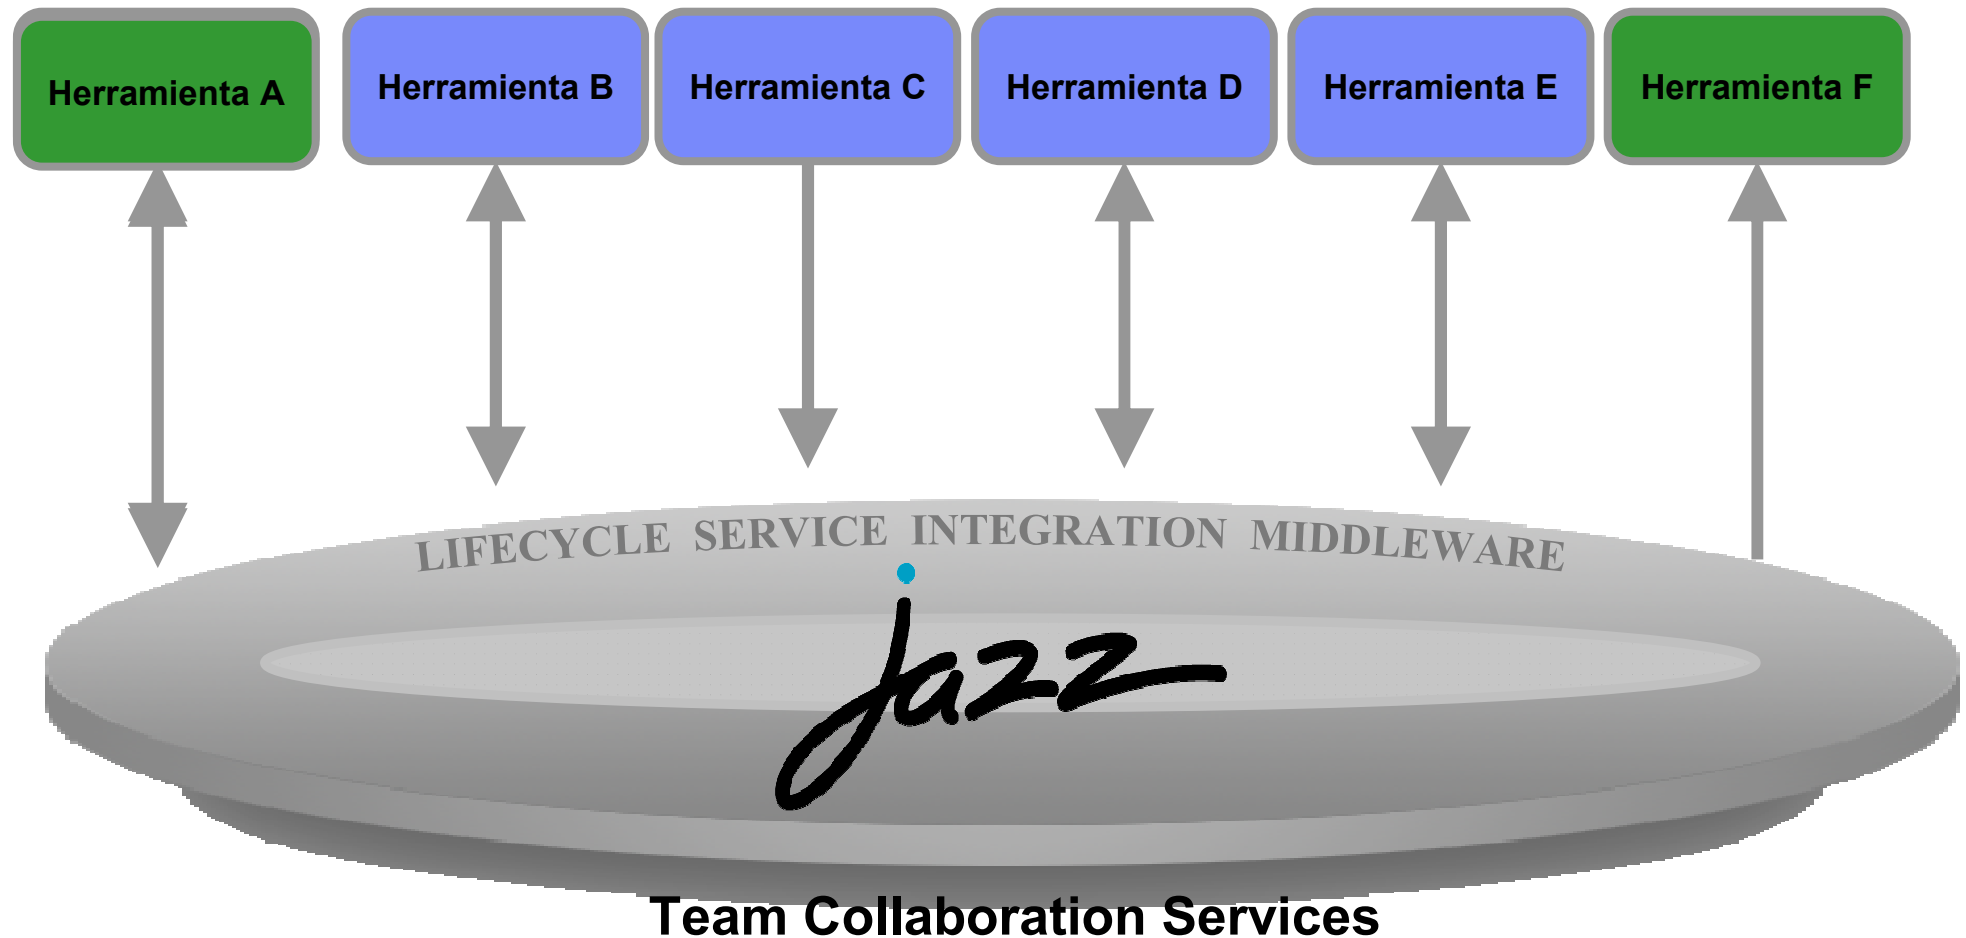 Herramienta A
Herramienta B
Herramienta C
Herramienta D
Herramienta E
Herramienta F
LIFECYCLE SERVICE INTEGRATION MIDDLEWARE
jazz
Team Collaboration Services